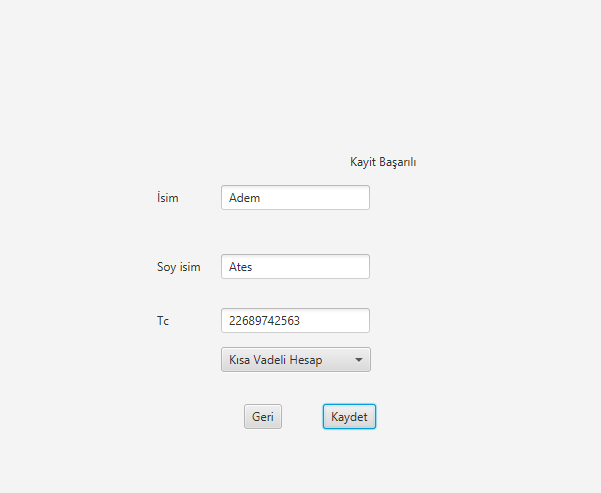 Kayit Başarılı
İsim Adem
Soy isim Ates
Tc 22689742563
Kısa Vadeli Hesap
Geri Kaydet